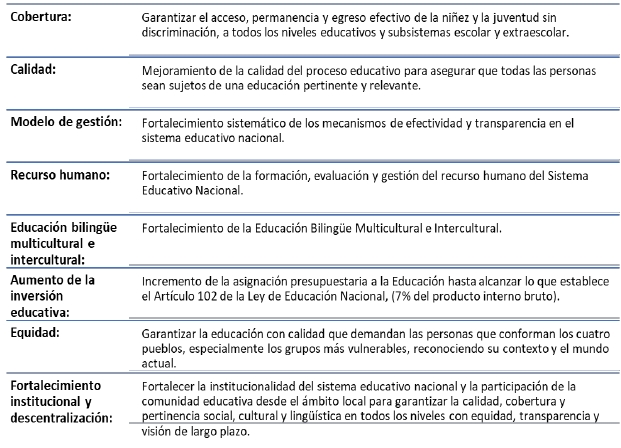 Cobertura:
Garantizar el acceso, permanencia y egreso efectivo de la niñez y la juventud sin
discriminación, a todos los niveles educativos y subsistemas escolar y extraescolar.
Calidad:
Mejoramiento de la calidad del proceso educativo para asegurar que todas las personas
sean sujetos de una educación pertinente y relevante.
Modelo de gestión:
Fortalecimiento sistemático de los mecanismos de efectividad y transparencia en el
sistema educativo nacional.
Recurso humano:
Fortalecimiento de la formación, evaluación y gestión del recurso humano del Sistema
Educativo Nacional.
Educación bilingüe
multicultural e
intercultural:
Fortalecimiento de la Educación Bilingüe Multicultural e Intercultural.
Aumento de la
inversión
educativa:
Incremento de la asignación presupuestaria a la Educación hasta alcanzar lo que establece
el Artículo 102 de la Ley de Educación Nacional, (7% del producto interno bruto).
Equidad:
Garantizar la educación con calidad que demandan las personas que conforman los cuatro
pueblos, especialmente los grupos más vulnerables, reconociendo su contexto y el mundo
actual.
Fortalecimiento
institucional y
descentralización:
Fortalecer la institucionalidad del sistema educativo nacional y la participación de la
comunidad educativa desde el ámbito local para garantizar la calidad, cobertura y
pertinencia social, cultural y lingüística en todos los niveles con equidad, transparencia y
visión de largo plazo.